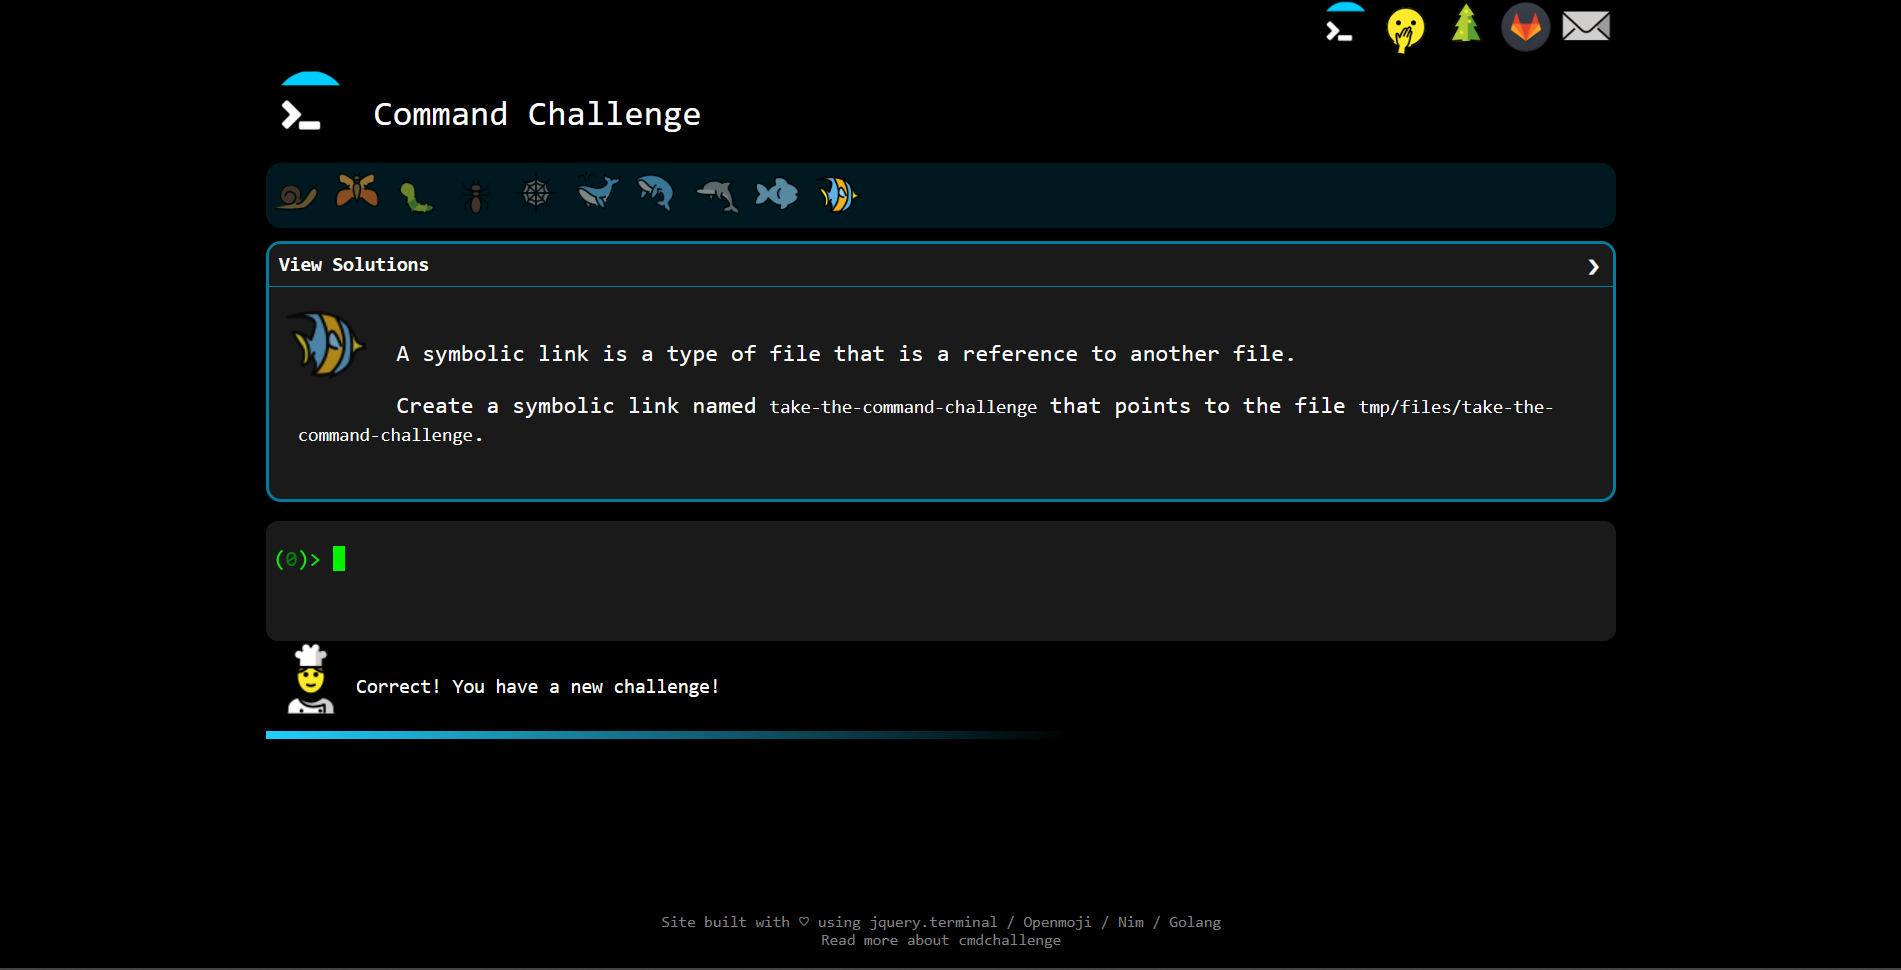 Command Challenge
View Solutions
A symbolic link is a type of file that is a reference to another file.
Create a symbolic link named take-the-command-challenge that points to the file tmp/files/take-the-
command-challenge.
(0)>
Correct! You have a new challenge!
Site built with ♡ using jquery.terminal / Openmoji / Nim / Golang
Read more about cmdchallenge